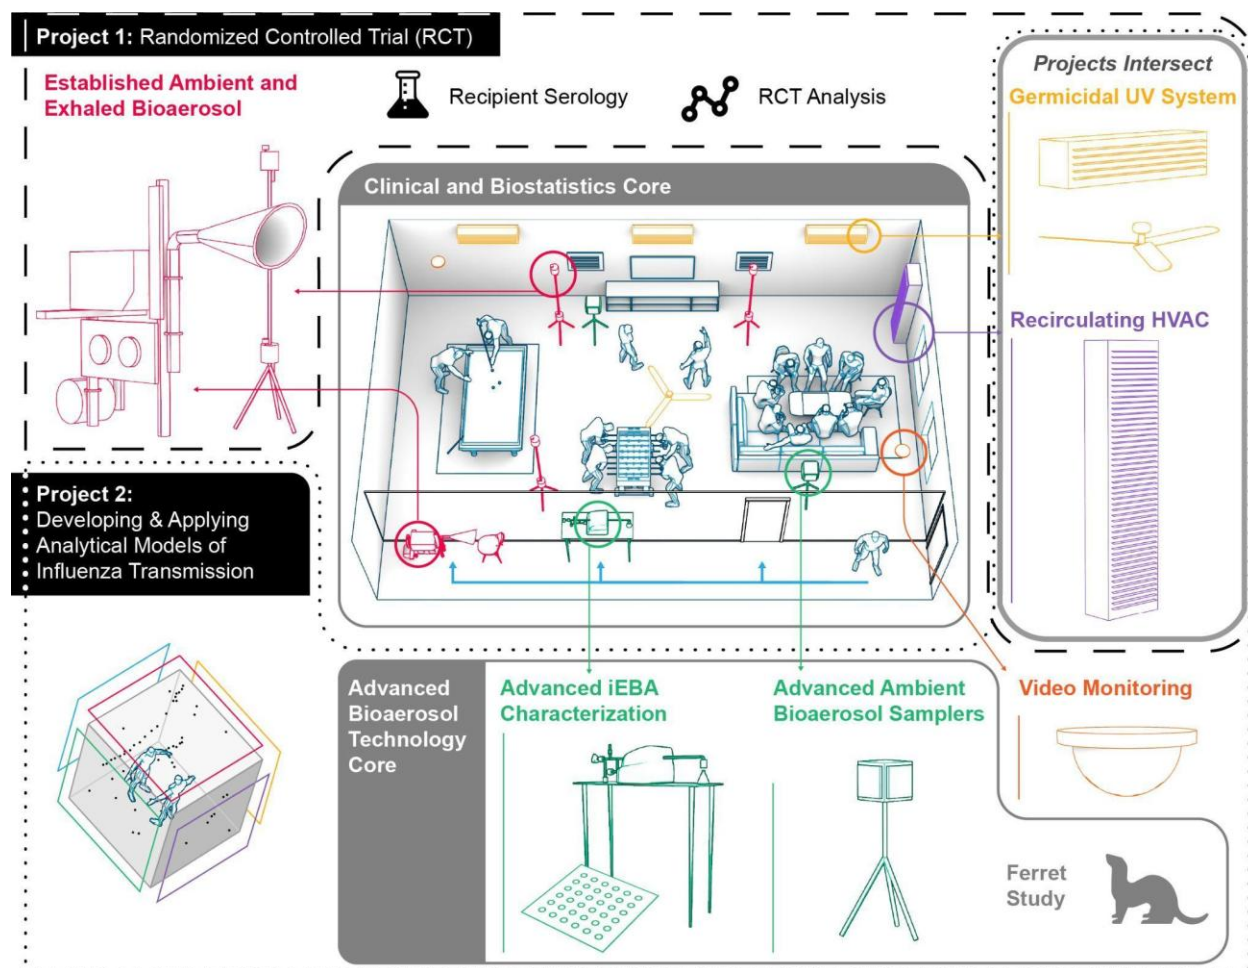 Project 1: Randomized Controlled Trial (RCT)
Established Ambient and
Exhaled Bioaerosol
Recipient Serology
RCT Analysis
Projects Intersect
Germicidal UV System
Recirculating HVAC
Clinical and Biostatistics Core
Project 2:
Developing & Applying
Analytical Models of
Influenza Transmission
Advanced
Bioaerosol
Technology
Core
Advanced iEBA
Characterization
Advanced Ambient
Bioaerosol Samplers
Video Monitoring
Ferret
Study